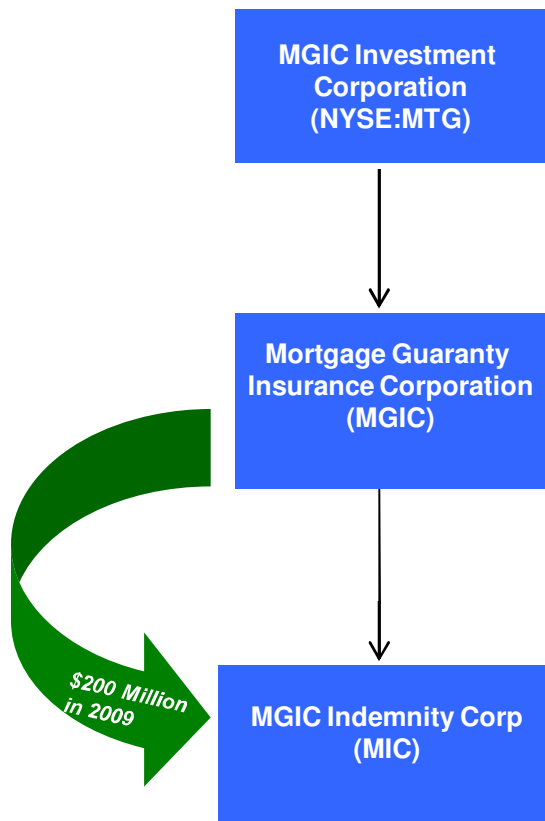 MGIC Investment
Corporation
(NYSE:MTG)
Mortgage Guaranty
Insurance Corporation
(MGIC)
$200 Million
in 2009
MGIC Indemnity Corp
(MIC)